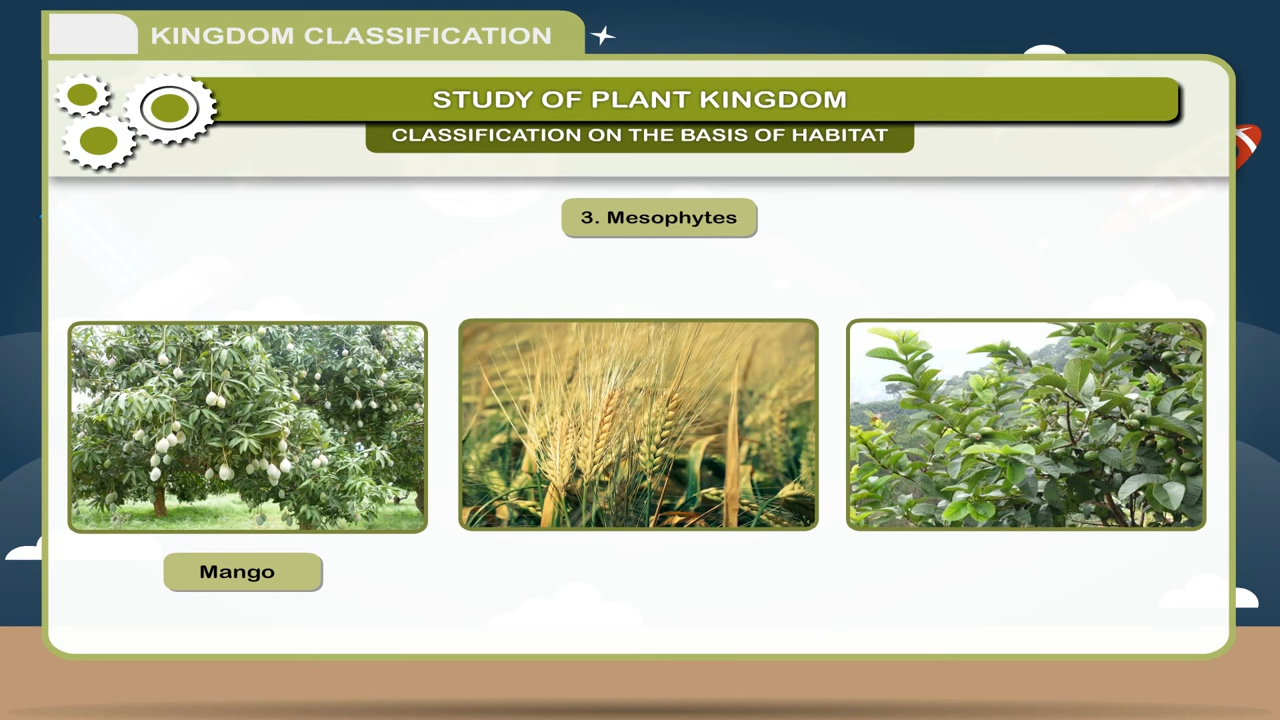 KINGDOM CLASSIFICATION
STUDY OF PLANT KINGDOM
CLASSIFICATION ON THE BASIS OF HABITAT
3. Mesophytes
Mango